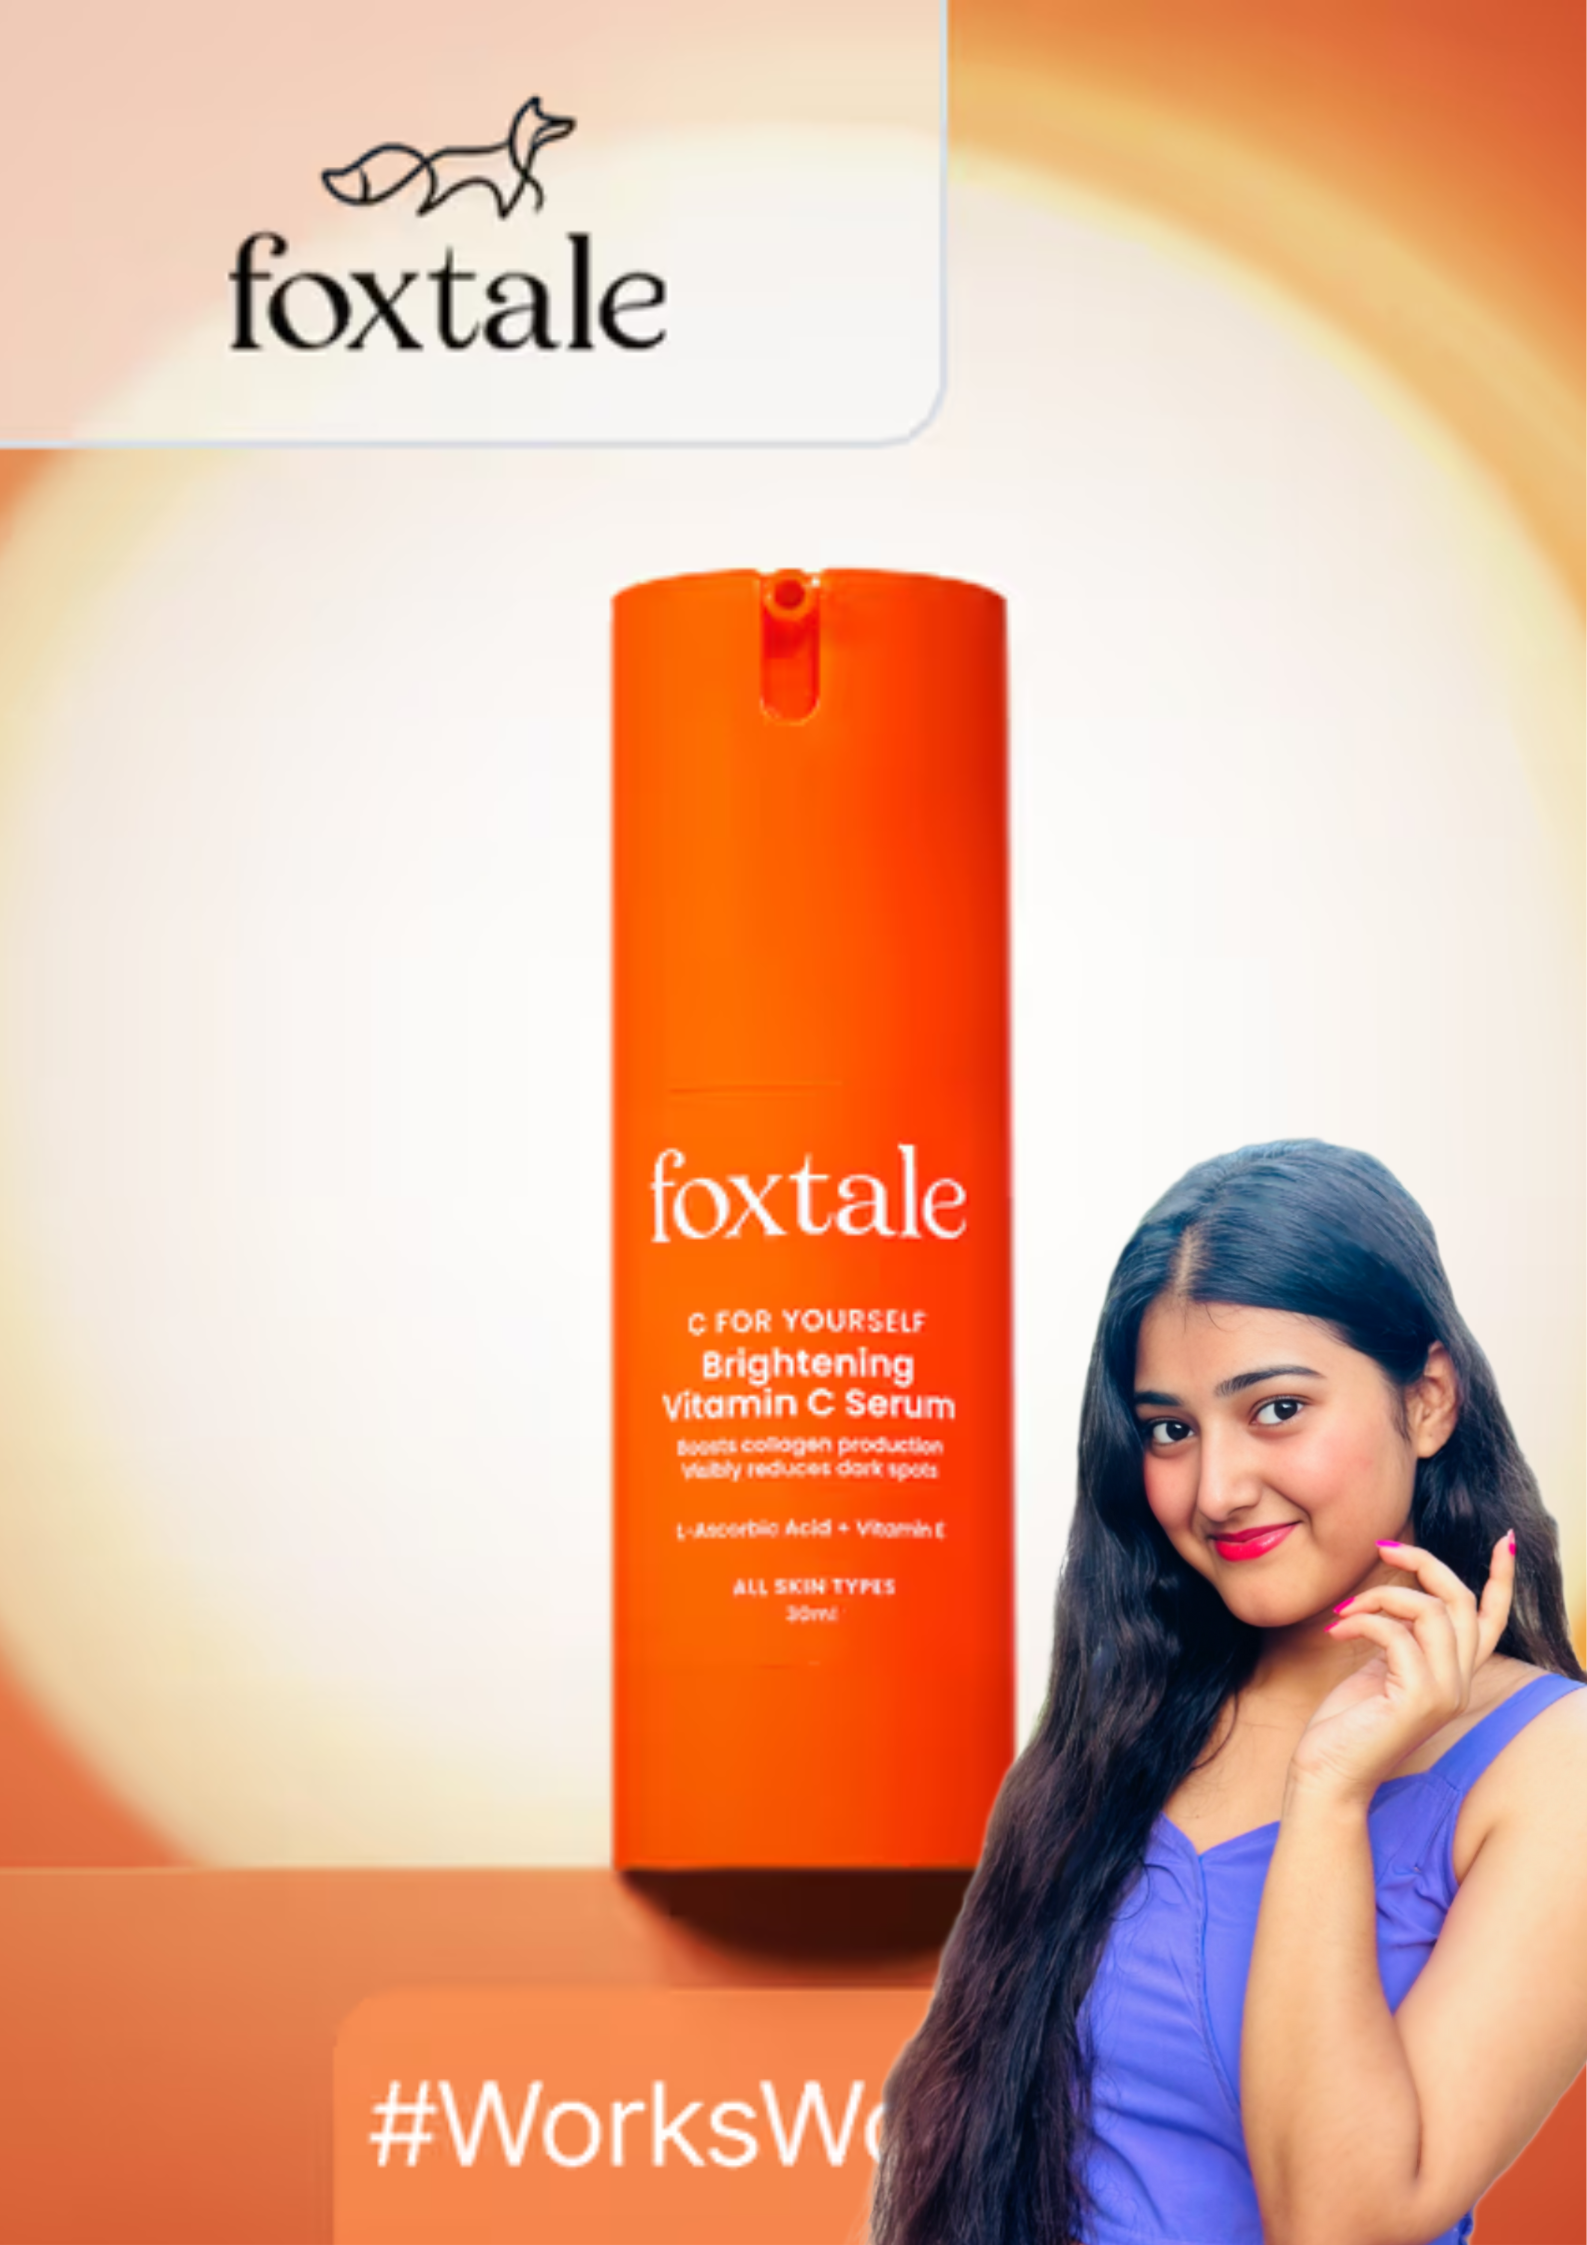 foxtale
foxtale
C FOR YOURSELF
Brightening
Vitamin C Serum
Boosts collagen production
Visibly reduces dark spots
L-Ascorbic Acid + Vitamin E
ALL SKIN TYPES
30ml
#WorksWo